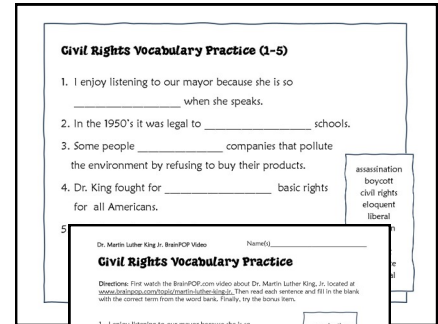 Civil Rights Vocabulary Practice (1-5)
1. I enjoy listening to our mayor because she is so
____________________ when she speaks.
2. In the 1950's it was legal to ____________________ schools.
3. Some people ________________ companies that pollute
the environment by refusing to buy their products.
4. Dr. King fought for ____________________ basic rights
for all Americans.
5
assassination
boycott
civil rights
eloquent
liberal
Dr. Martin Luther King Jr. BrainPOP Video Name(s)____________________
Civil Rights Vocabulary Practice
Directions: First watch the BrainPOP.com video about Dr. Martin Luther King, Jr. located at
www.brainpop.com/topic/martin-luther-king-jr. Then read each sentence and fill in the blank
with the correct term from the word bank. Finally, try the bonus item.